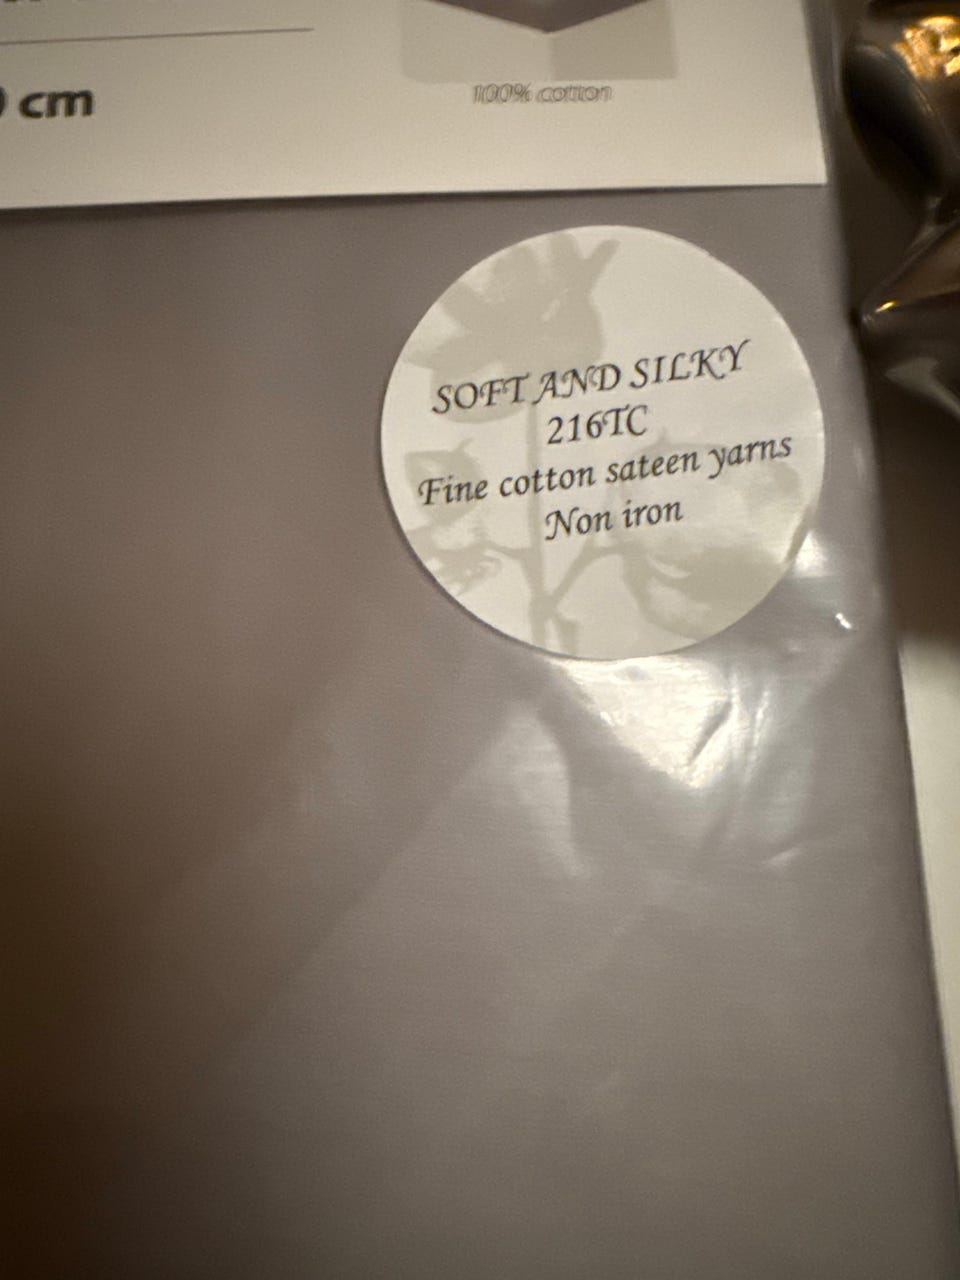 cm
100% cotton
SOFT AND SILKY
216TC
Fine cotton sateen yarns
Non iron